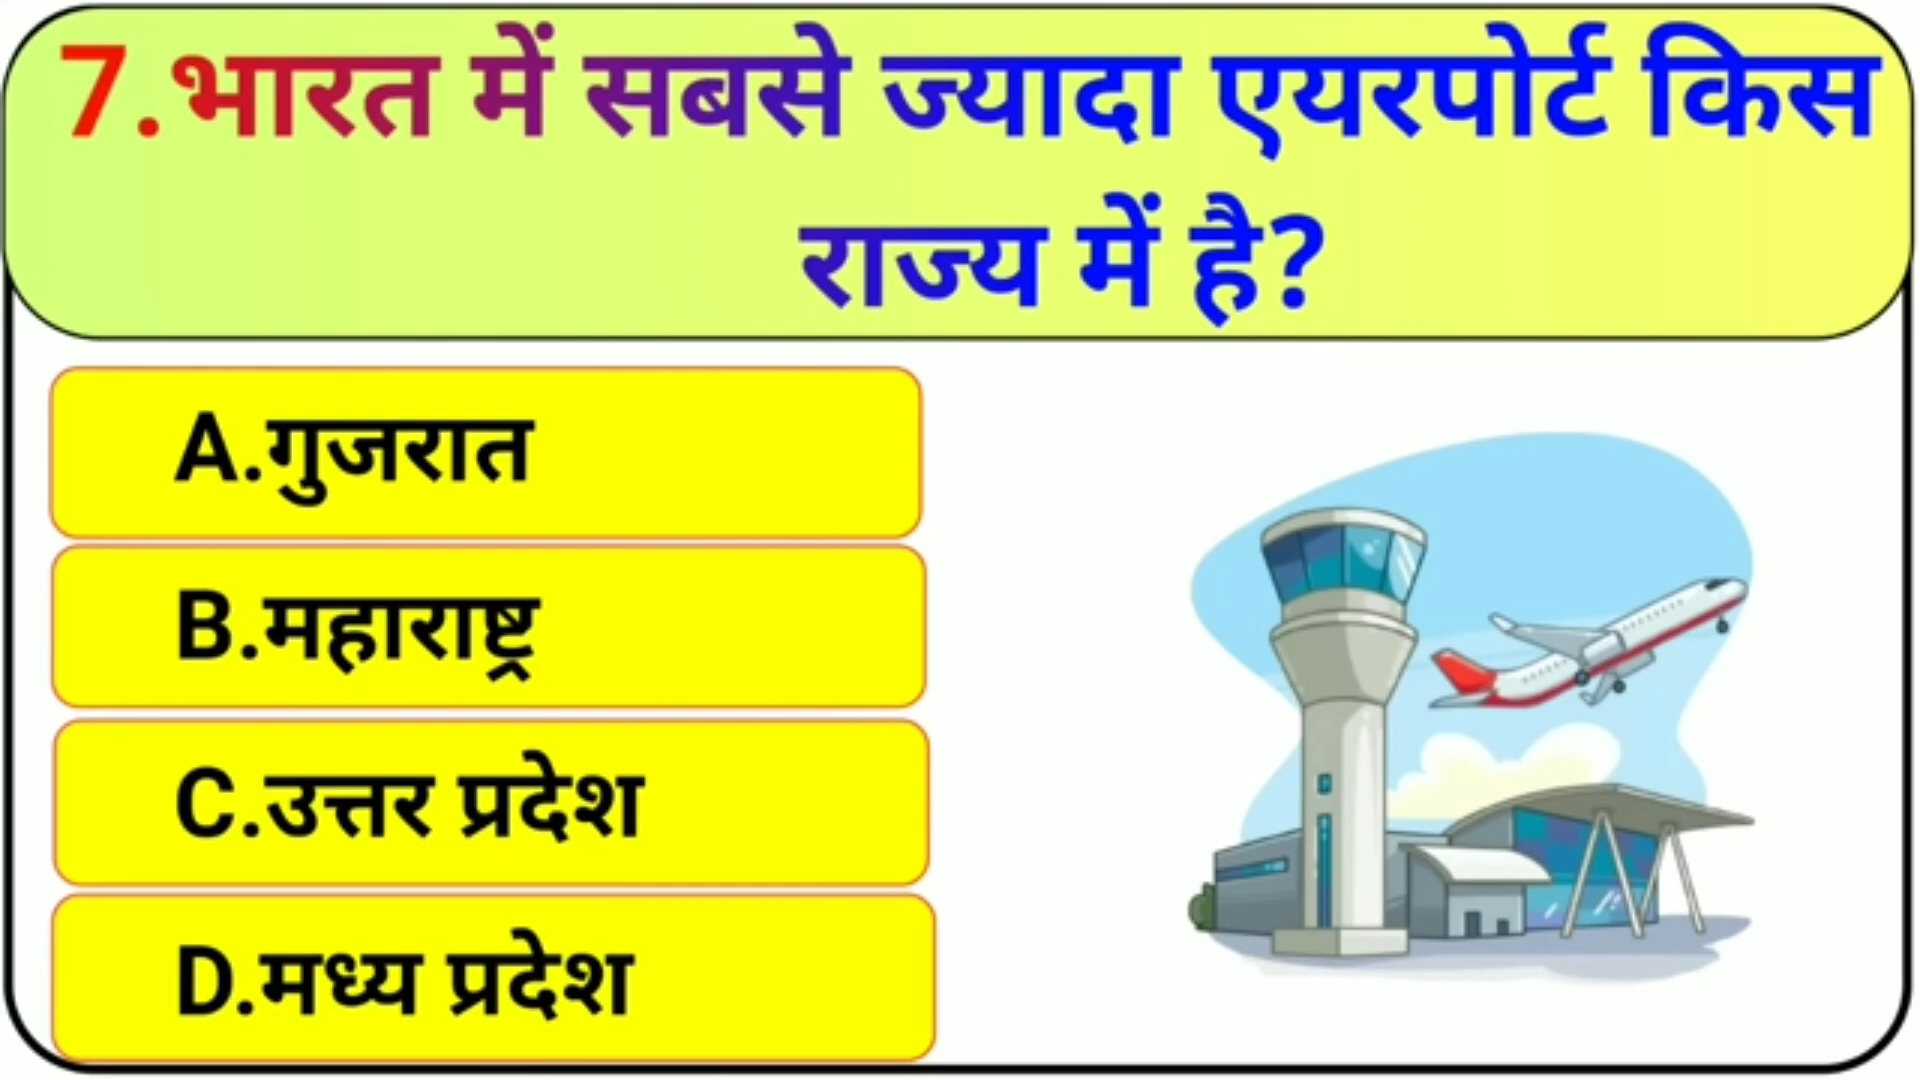 7.भारत में सबसे ज्यादा एयरपोर्ट किस
राज्य में है?
A.गुजरात
B.महाराष्ट्र
C.उत्तर प्रदेश
D.मध्य प्रदेश